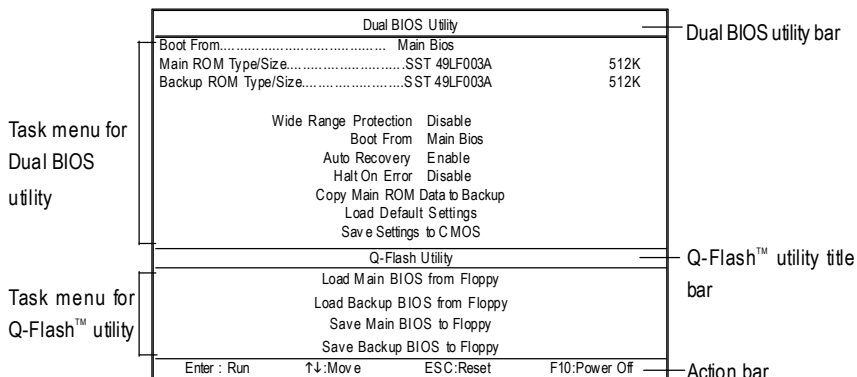 Dual BIOS Utility
Dual BIOS utility bar
Boot From....................................... Main Bios
Main ROM Type/Size............................SST 49LF003A 512K
Backup ROM Type/Size.........................SST 49LF003A 512K
Wide Range Protection Disable
Boot From Main Bios
Auto Recovery Enable
Halt On Error Disable
Copy Main ROM Data to Backup
Load Default Settings
Save Settings to CMOS
Task menu for
Dual BIOS
utility
Q-Flash Utility
Q-Flash™ utility title
bar
Load Main BIOS from Floppy
Load Backup BIOS from Floppy
Save Main BIOS to Floppy
Save Backup BIOS to Floppy
Task menu for
Q-Flash™ utility
Enter : Run ↑↓:Move ESC:Reset F10:Power Off
Action bar